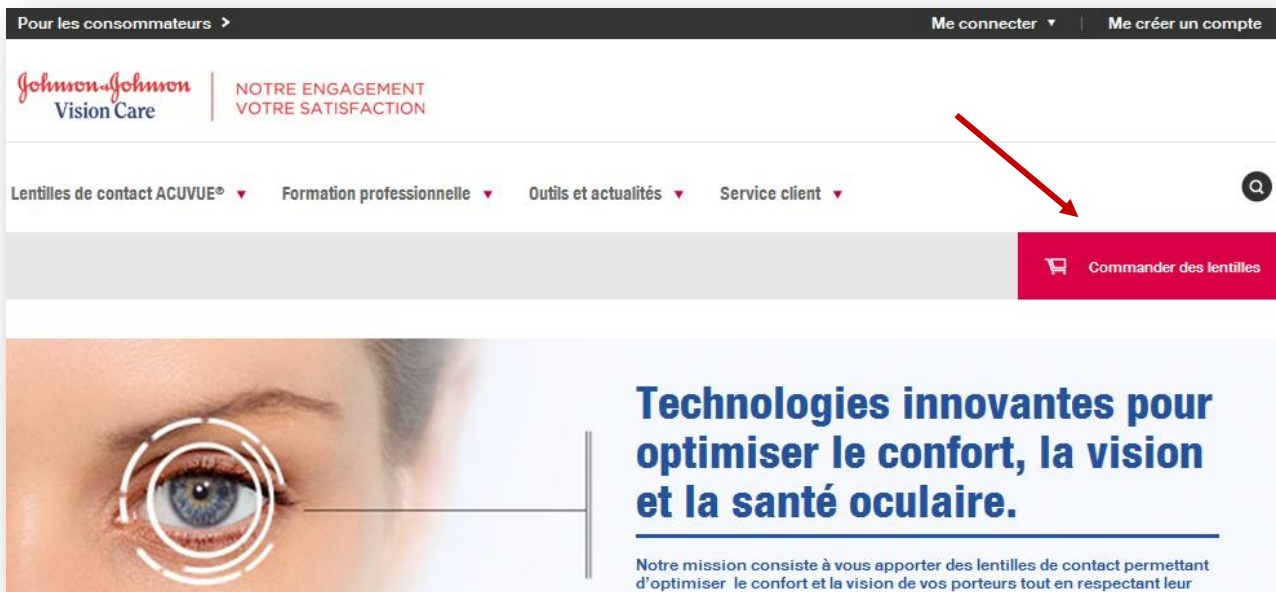 Pour les consommateurs >
Me connecter ▼ | Me créer un compte
Johnson & Johnson
Vision Care
NOTRE ENGAGEMENT
VOTRE SATISFACTION
Lentilles de contact ACUVUE® ▼ Formation professionnelle ▼ Outils et actualités ▼ Service client ▼
Commander des lentilles
Technologies innovantes pour
optimiser le confort, la vision
et la santé oculaire.
Notre mission consiste à vous apporter des lentilles de contact permettant
d'optimiser le confort et la vision de vos porteurs tout en respectant leur